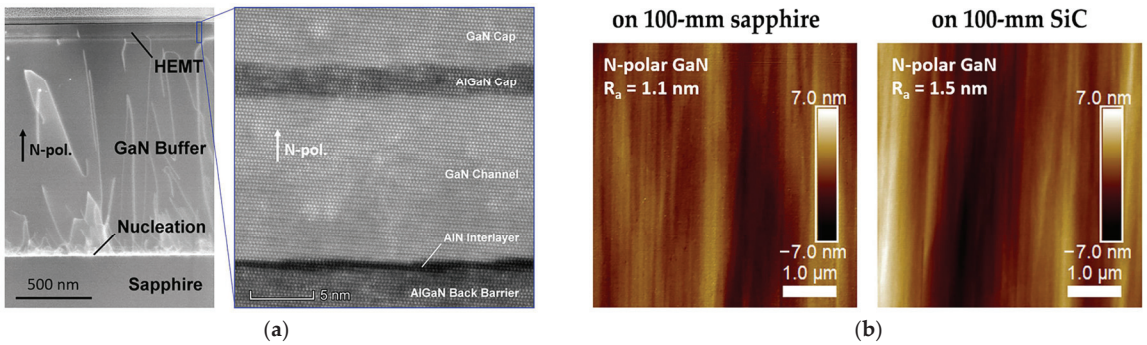 HEMT
N-pol.
GaN Buffer
Nucleation
500 nm
Sapphire
GaN Cap
AlGaN Cap
N-pol.
GaN Channel
AlN Interlayer
5 nm
AlGaN Back Barrier
(a)
on 100-mm sapphire
N-polar GaN
Ra = 1.1 nm
7.0 nm
−7.0 nm
1.0 µm
on 100-mm SiC
N-polar GaN
Ra = 1.5 nm
7.0 nm
−7.0 nm
1.0 µm
(b)